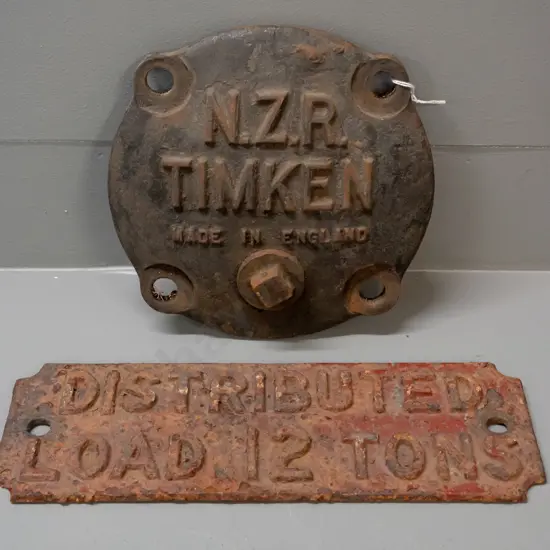 N.Z.R.
TIMKEN
MADE IN ENGLAND
DISTRIBUTED
LOAD 12 TONS